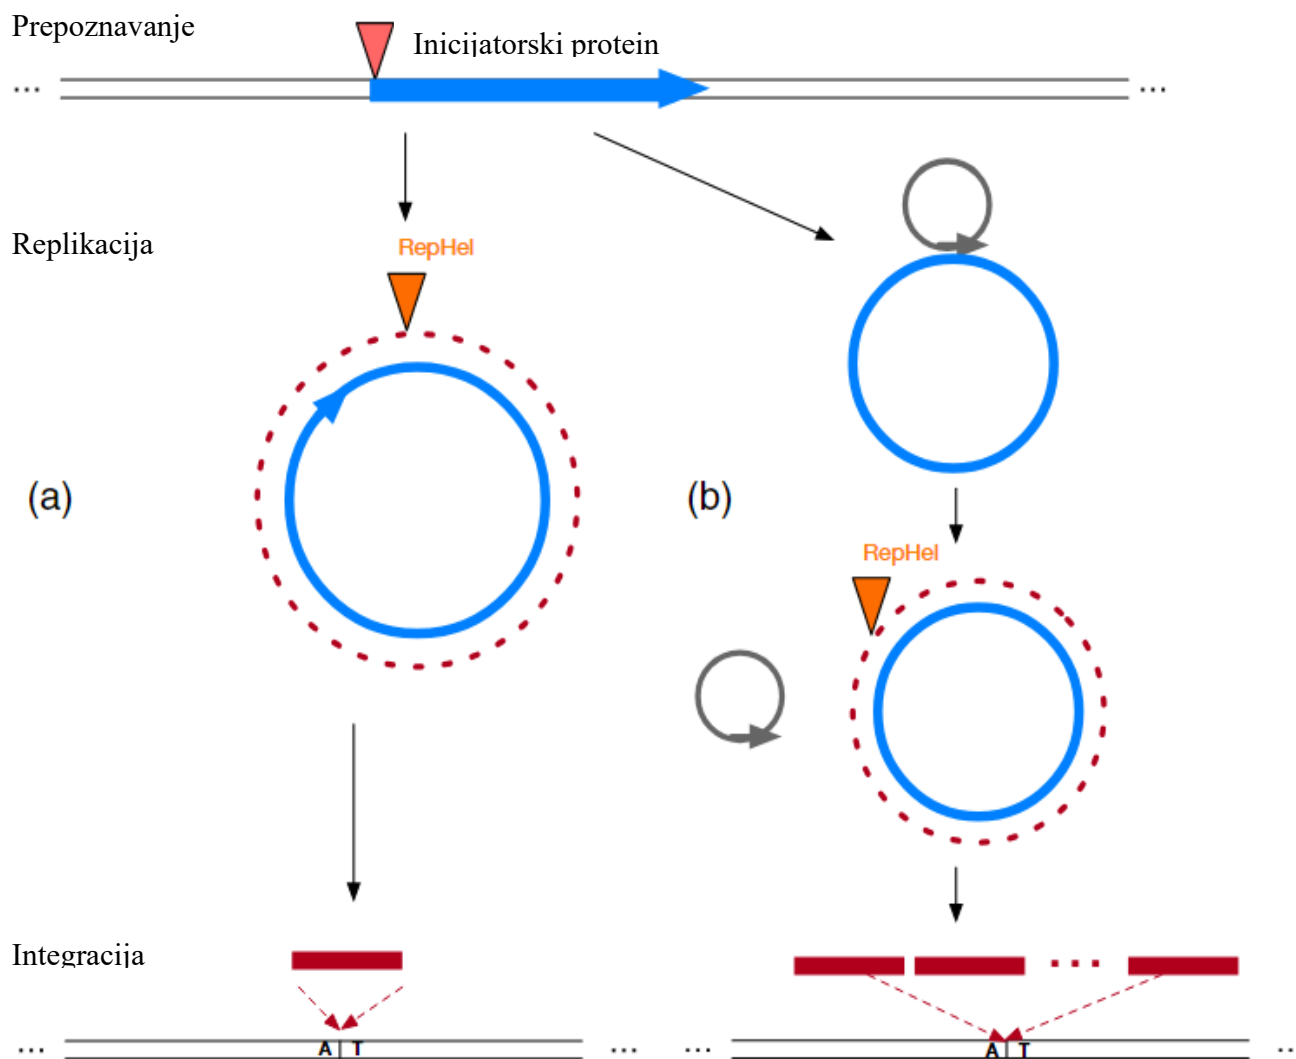 Prepoznavanje
Inicijatorski protein
... ...
Replikacija
RepHel
(a)
(b)
RepHel
Integracija
...
... A T ... ... A T ..